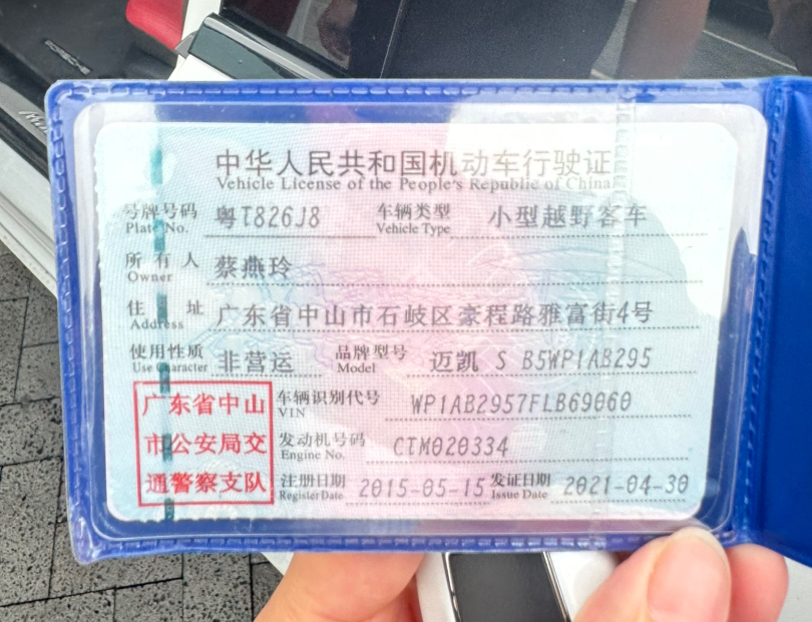 PORSCHE
中华人民共和国机动车行驶证
Vehicle License of the People's Republic of China
号牌号码 粤T826J8 车辆类型 小型越野客车
Plate No. Vehicle Type
所有人 蔡燕玲
Owner
住址 广东省中山市石岐区豪程路雅富街4号
Address
使用性质 非营运 品牌型号 迈凯 S B5WP1AB295
Use Character Model
广东省中山
市公安局交
通警察支队
车辆识别代号 WP1AB2957FLB69060
VIN
发动机号码 CTM020334
Engine No.
注册日期 2015-05-15 发证日期 2021-04-30
Register Date Issue Date